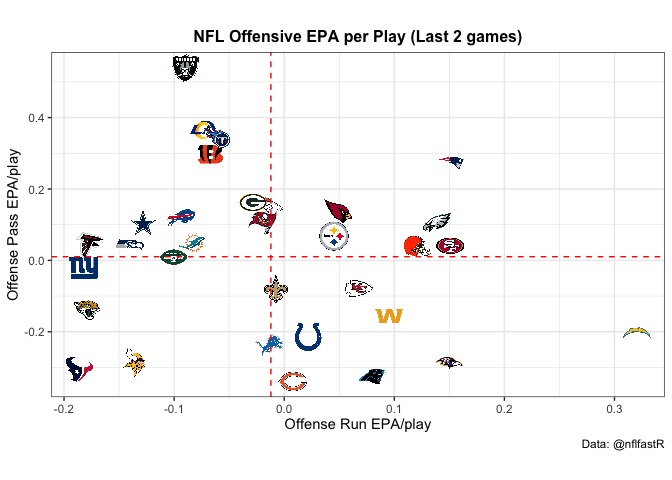 NFL Offensive EPA per Play (Last 2 games)
Offense Pass EPA/play
0.4
0.2
0.0
-0.2
ny
W
-0.2
-0.1
0.0
0.1
0.2
0.3
Offense Run EPA/play
Data: @nflfastR